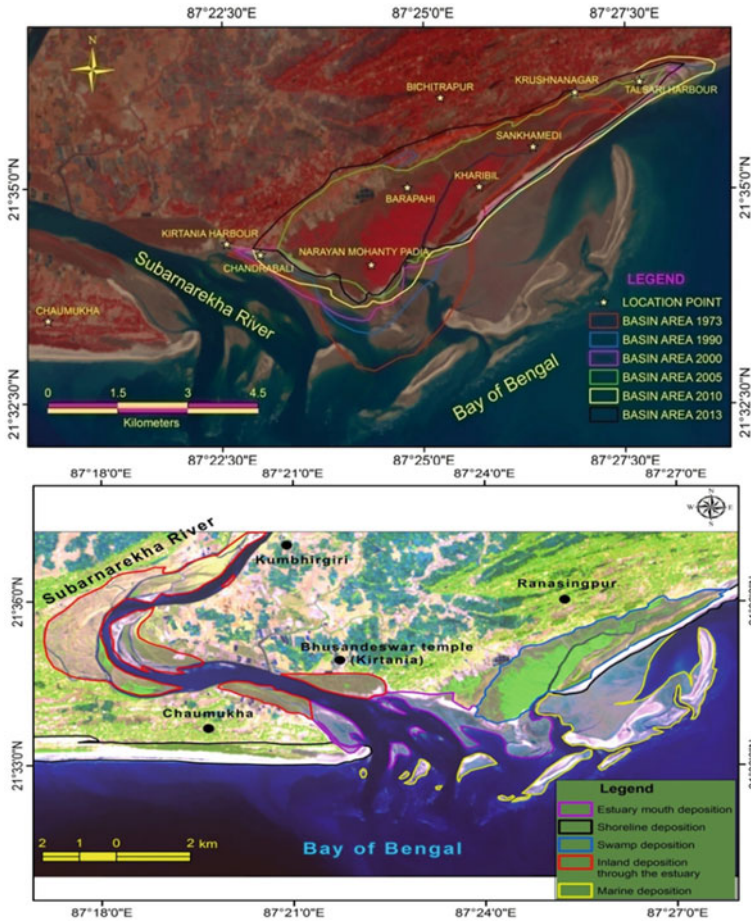 87°22'30"E 87°25'0"E 87°27'30"E
N
BICHITRAPUR
KRUSHNANAGAR
TALSARI HARBOUR
SANKHAMEDI
21°35'0"N 21°35'0"N
BARAPAHI
KHARIBIL
KIRTANIA HARBOUR
CHANDRABALI
NARAYAN MOHANTY PADIA
Subarnarekha River
CHAUMUKHA
Bay of Bengal
LEGEND
LOCATION POINT
BASIN AREA 1973
BASIN AREA 1990
BASIN AREA 2000
BASIN AREA 2005
BASIN AREA 2010
BASIN AREA 2013
0 1.5 3 4.5
Kilometers
21°32'30"N 21°32'30"N
87°22'30"E 87°25'0"E 87°27'30"E
87°18'0"E 87°21'0"E 87°24'0"E 87°27'0"E
N
W E
S
Subarnarekha River
Kumbhirgiri
Ranasingpur
21°36'0"N
Bhusandeswar temple
(Kirtania)
Chaumukha
21°33'0"N
Legend
Estuary mouth deposition
Shoreline deposition
Swamp deposition
Inland deposition
through the estuary
Marine deposition
2 1 0 2 km
Bay of Bengal
87°18'0"E 87°21'0"E 87°24'0"E 87°27'0"E